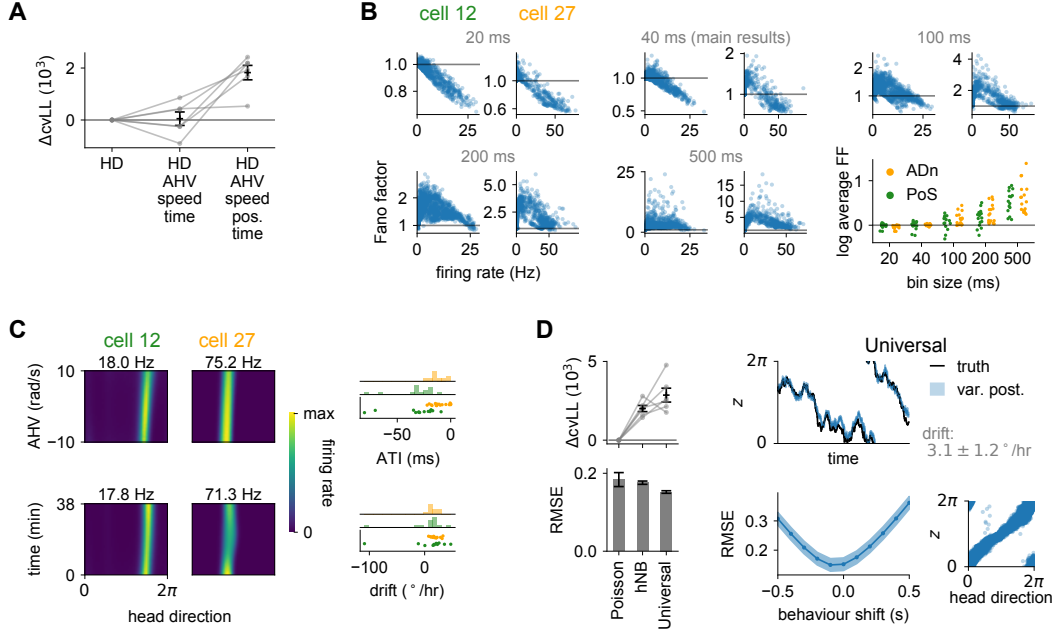 A
ΔcvLL (10³)
2
0
HD
HD
AHV
speed
time
HD
AHV
speed
pos.
time
B
cell 12
cell 27
20 ms
40 ms (main results)
100 ms
1.0
0.8
0
25
1.0
0.6
0
50
1.0
0.5
0
25
2
1
0
50
2
1
0
25
4
2
0
50
200 ms
500 ms
Fano factor
2
1
0
25
5.0
2.5
0
50
25
0
0
25
15
10
5
0
50
firing rate (Hz)
log average FF
1
0
ADn
PoS
20
40
100
200
500
bin size (ms)
C
cell 12
cell 27
18.0 Hz
75.2 Hz
AHV (rad/s)
10
−10
17.8 Hz
71.3 Hz
time (min)
38
0
0
2π
head direction
max
0
firing rate
−50
0
ATI (ms)
−100
0
drift (°/hr)
D
ΔcvLL (10³)
5
0
RMSE
0.2
0.0
Poisson
hNB
Universal
Universal
truth
var. post.
z
2π
0
time
drift:
3.1 ± 1.2 °/hr
RMSE
0.3
0.2
−0.5
0.0
0.5
behaviour shift (s)
z
2π
0
0
2π
head direction